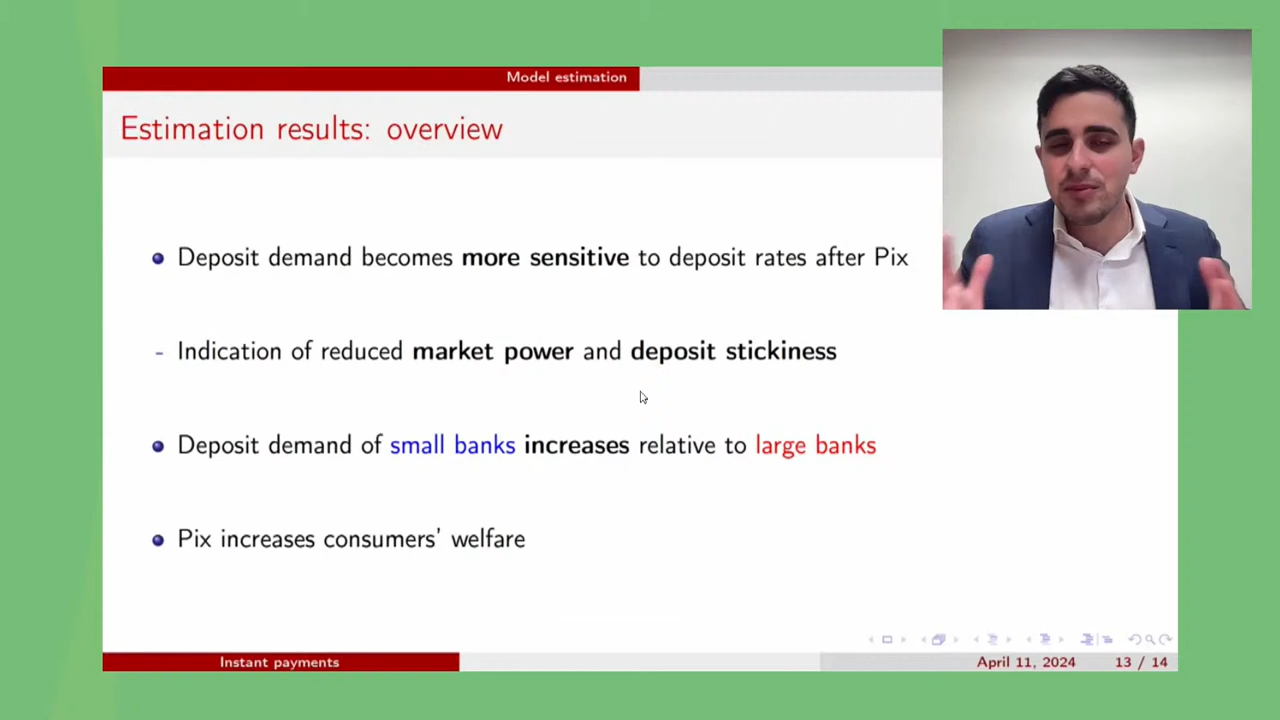 Model estimation
Estimation results: overview
Deposit demand becomes more sensitive to deposit rates after Pix
- Indication of reduced market power and deposit stickiness
Deposit demand of small banks increases relative to large banks
Pix increases consumers' welfare
Instant payments
April 11, 2024
13 / 14